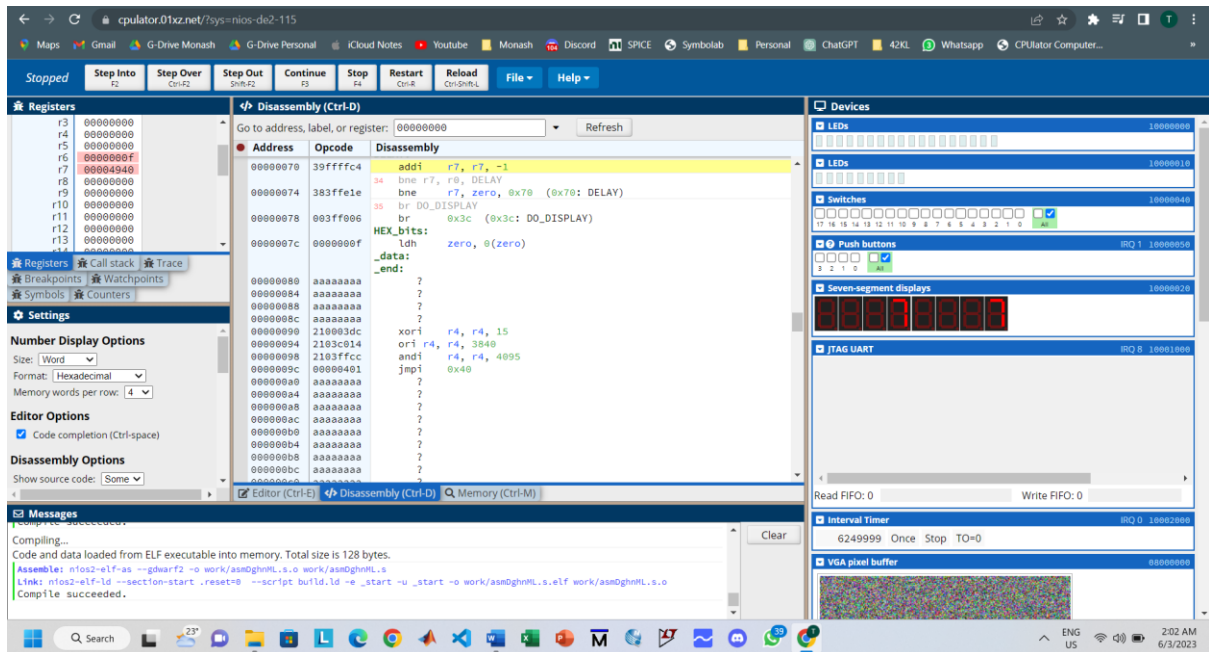 cpulator.01xz.net/?sys=nios-de2-115
T
Maps Gmail G-Drive Monash G-Drive Personal iCloud Notes Youtube Monash Discord SPICE Symbolab Personal ChatGPT 42KL Whatsapp CPUlator Computer... »
Stopped Step Into F2 Step Over Ctrl-F2 Step Out Shift-F2 Continue F3 Stop F4 Restart Ctrl-R Reload Ctrl-Shift-L File Help
Registers
r3 00000000
r4 00000000
r5 00000000
r6 0000000f
r7 00004940
r8 00000000
r9 00000000
r10 00000000
r11 00000000
r12 00000000
r13 00000000
Registers Call stack Trace
Breakpoints Watchpoints
Symbols Counters
Settings
Number Display Options
Size: Word
Format: Hexadecimal
Memory words per row: 4
Editor Options
Code completion (Ctrl-space)
Disassembly Options
Show source code: Some
Disassembly (Ctrl-D)
Go to address, label, or register: 00000000 Refresh
Address Opcode Disassembly
00000070 39ffffc4 addi r7, r7, -1
34 bne r7, r0, DELAY
00000074 383ffe1e bne r7, zero, 0x70 (0x70: DELAY)
35 br DO_DISPLAY
00000078 003ff006 br 0x3c (0x3c: DO_DISPLAY)
HEX_bits:
0000007c 0000000f ldh zero, 0(zero)
_data:
_end:
00000080 aaaaaaaa ?
00000084 aaaaaaaa ?
00000088 aaaaaaaa ?
0000008c aaaaaaaa ?
00000090 210003dc xori r4, r4, 15
00000094 2103c014 ori r4, r4, 3840
00000098 2103ffcc andi r4, r4, 4095
0000009c 00000401 jmpi 0x40
000000a0 aaaaaaaa ?
000000a4 aaaaaaaa ?
000000a8 aaaaaaaa ?
000000ac aaaaaaaa ?
000000b0 aaaaaaaa ?
000000b4 aaaaaaaa ?
000000b8 aaaaaaaa ?
000000bc aaaaaaaa ?
Editor (Ctrl-E) Disassembly (Ctrl-D) Memory (Ctrl-M)
Messages
Compile succeeded.
Compiling...
Code and data loaded from ELF executable into memory. Total size is 128 bytes.
Assemble: nios2-elf-as --gdwarf2 -o work/asmDghnML.s.o work/asmDghnML.s
Link: nios2-elf-ld --section-start .reset=0 --script build.ld -e _start -u _start -o work/asmDghnML.s.elf work/asmDghnML.s.o
Compile succeeded.
Clear
Devices
LEDs 10000000
LEDs 10000010
Switches 10000040
17 16 15 14 13 12 11 10 9 8 7 6 5 4 3 2 1 0 All
Push buttons IRQ 1 10000050
3 2 1 0 All
Seven-segment displays 10000020
7 7
JTAG UART IRQ 8 10001000
Read FIFO: 0 Write FIFO: 0
Interval Timer IRQ 0 10002000
6249999 Once Stop TO=0
VGA pixel buffer 08000000
Search 23° 39 ENG US 2:02 AM 6/3/2023